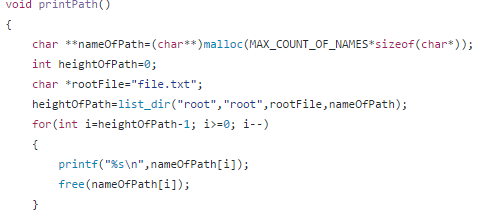 void printPath()
{
    char **nameOfPath=(char**)malloc(MAX_COUNT_OF_NAMES*sizeof(char*));
    int heightOfPath=0;
    char *rootFile="file.txt";
    heightOfPath=list_dir("root","root",rootFile,nameOfPath);
    for(int i=heightOfPath-1; i>=0; i--)
    {
        printf("%s\n",nameOfPath[i]);
        free(nameOfPath[i]);
    }